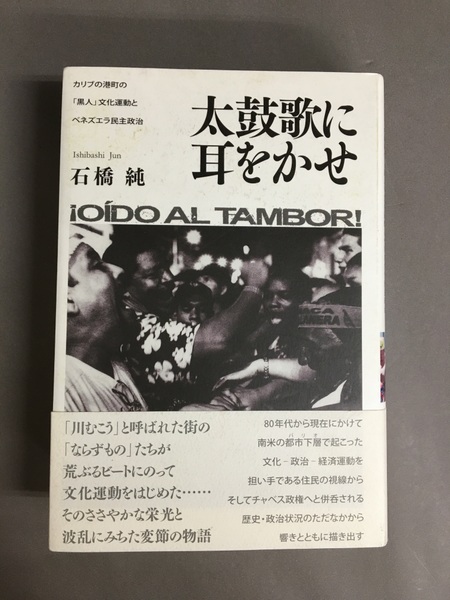 カリブの港町の
「黒人」文化運動と
ベネズエラ民主政治
Ishibashi Jun
石橋 純
太鼓歌に
耳をかせ
¡OÍDO AL TAMBOR!
「川むこう」と呼ばれた街の
「ならずもの」たちが
荒ぶるビートにのって
文化運動をはじめた……
そのささやかな栄光と
波乱にみちた変節の物語
80年代から現在にかけて
南米の都市下層で起こった
バリオ
文化−政治−経済運動を
担い手である住民の視線から
そしてチャベス政権へと併呑される
歴史・政治状況のただなかから
響きとともに描き出す